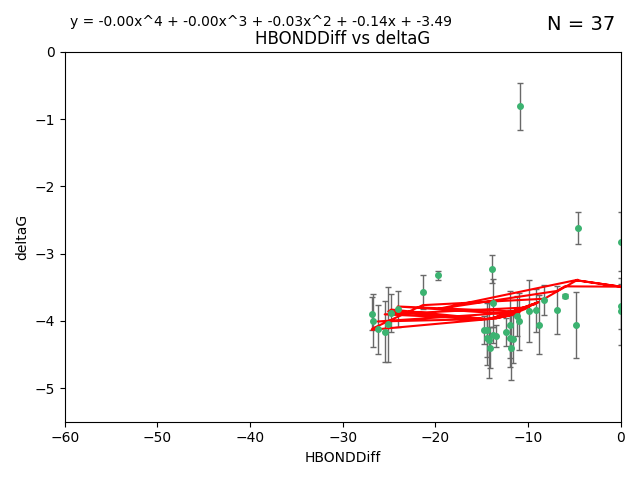 y = -0.00x^4 + -0.00x^3 + -0.03x^2 + -0.14x + -3.49
N = 37
HBONDDiff vs deltaG
0
−1
−2
−3
−4
−5
deltaG
−60
−50
−40
−30
−20
−10
0
HBONDDiff